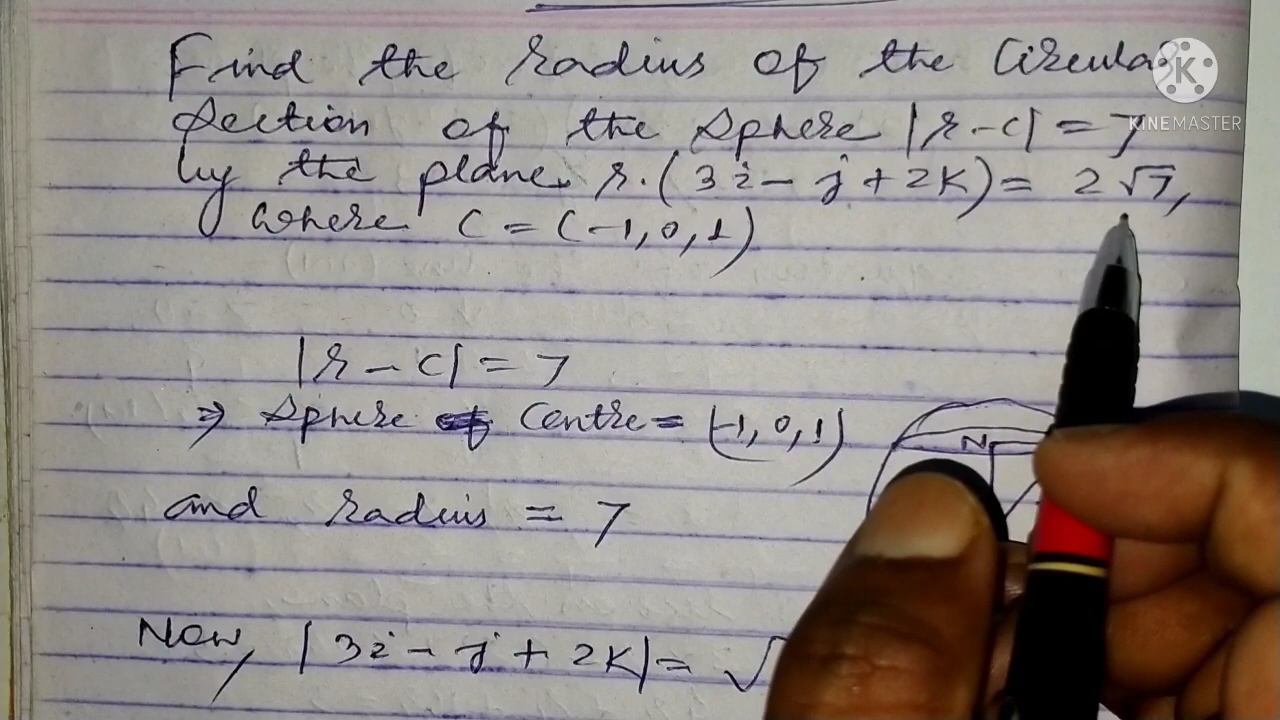 Find the radius of the Circular
section of the sphere |r-c| = 7
by the plane r.(3i - j + 2k) = 2√7,
where C = (-1, 0, 1)
|r - c| = 7
⇒ sphere Centre = (-1, 0, 1)
N
and radius = 7
Now, |3i - j + 2k| = √
K
KINEMASTER